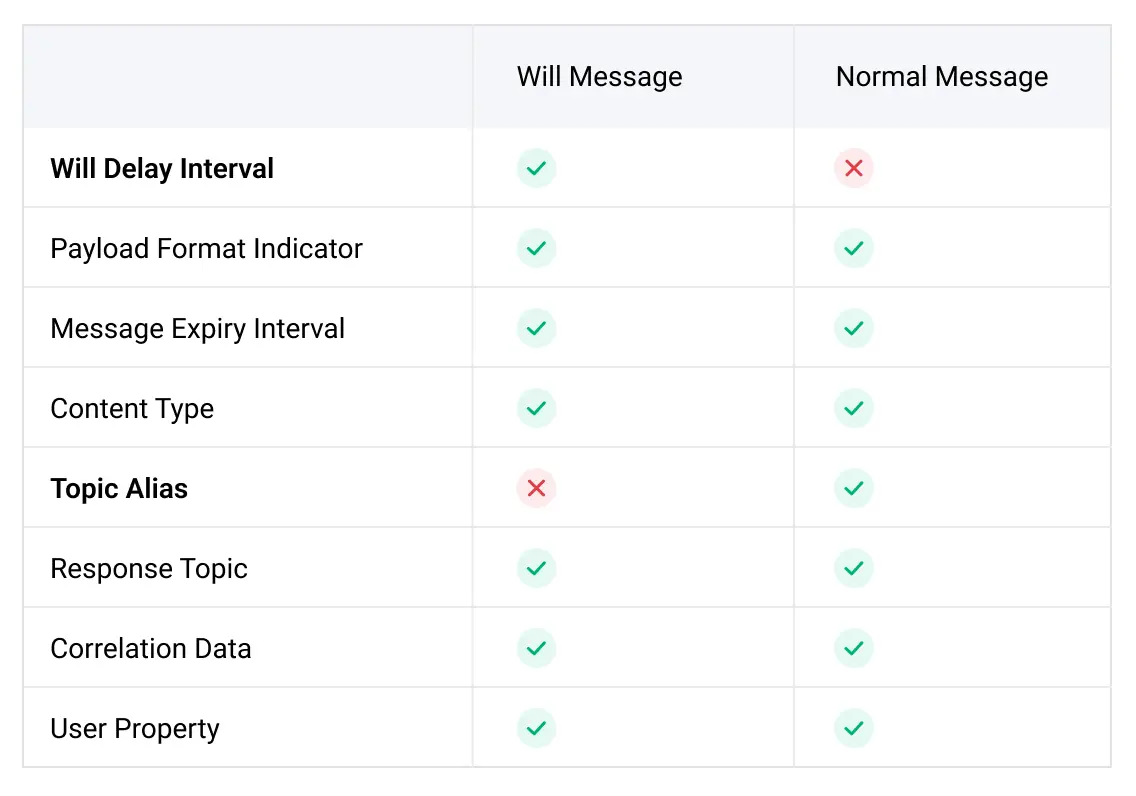 Will Message
Normal Message
Will Delay Interval
Payload Format Indicator
Message Expiry Interval
Content Type
Topic Alias
Response Topic
Correlation Data
User Property